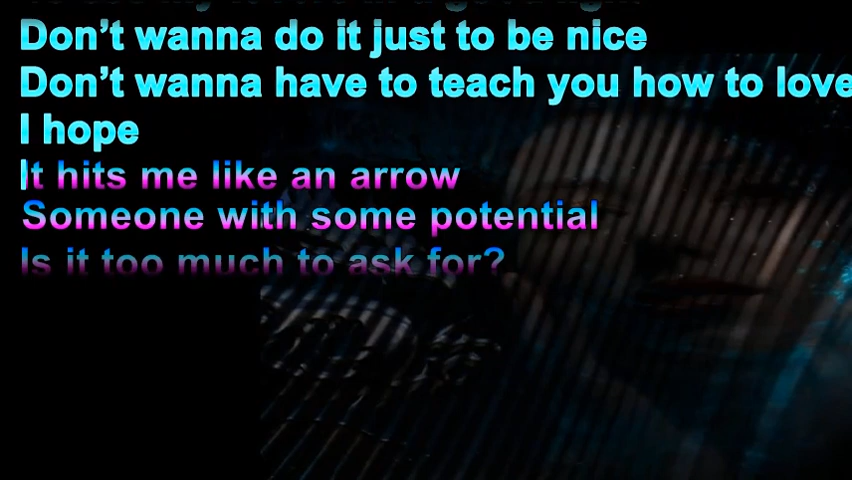 Don’t wanna do it just to be nice
Don’t wanna have to teach you how to love
I hope
It hits me like an arrow
Someone with some potential
Is it too much to ask for?